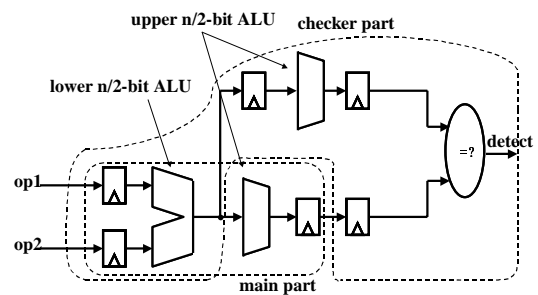 upper n/2-bit ALU
checker part
lower n/2-bit ALU
=?
detect
op1
op2
main part